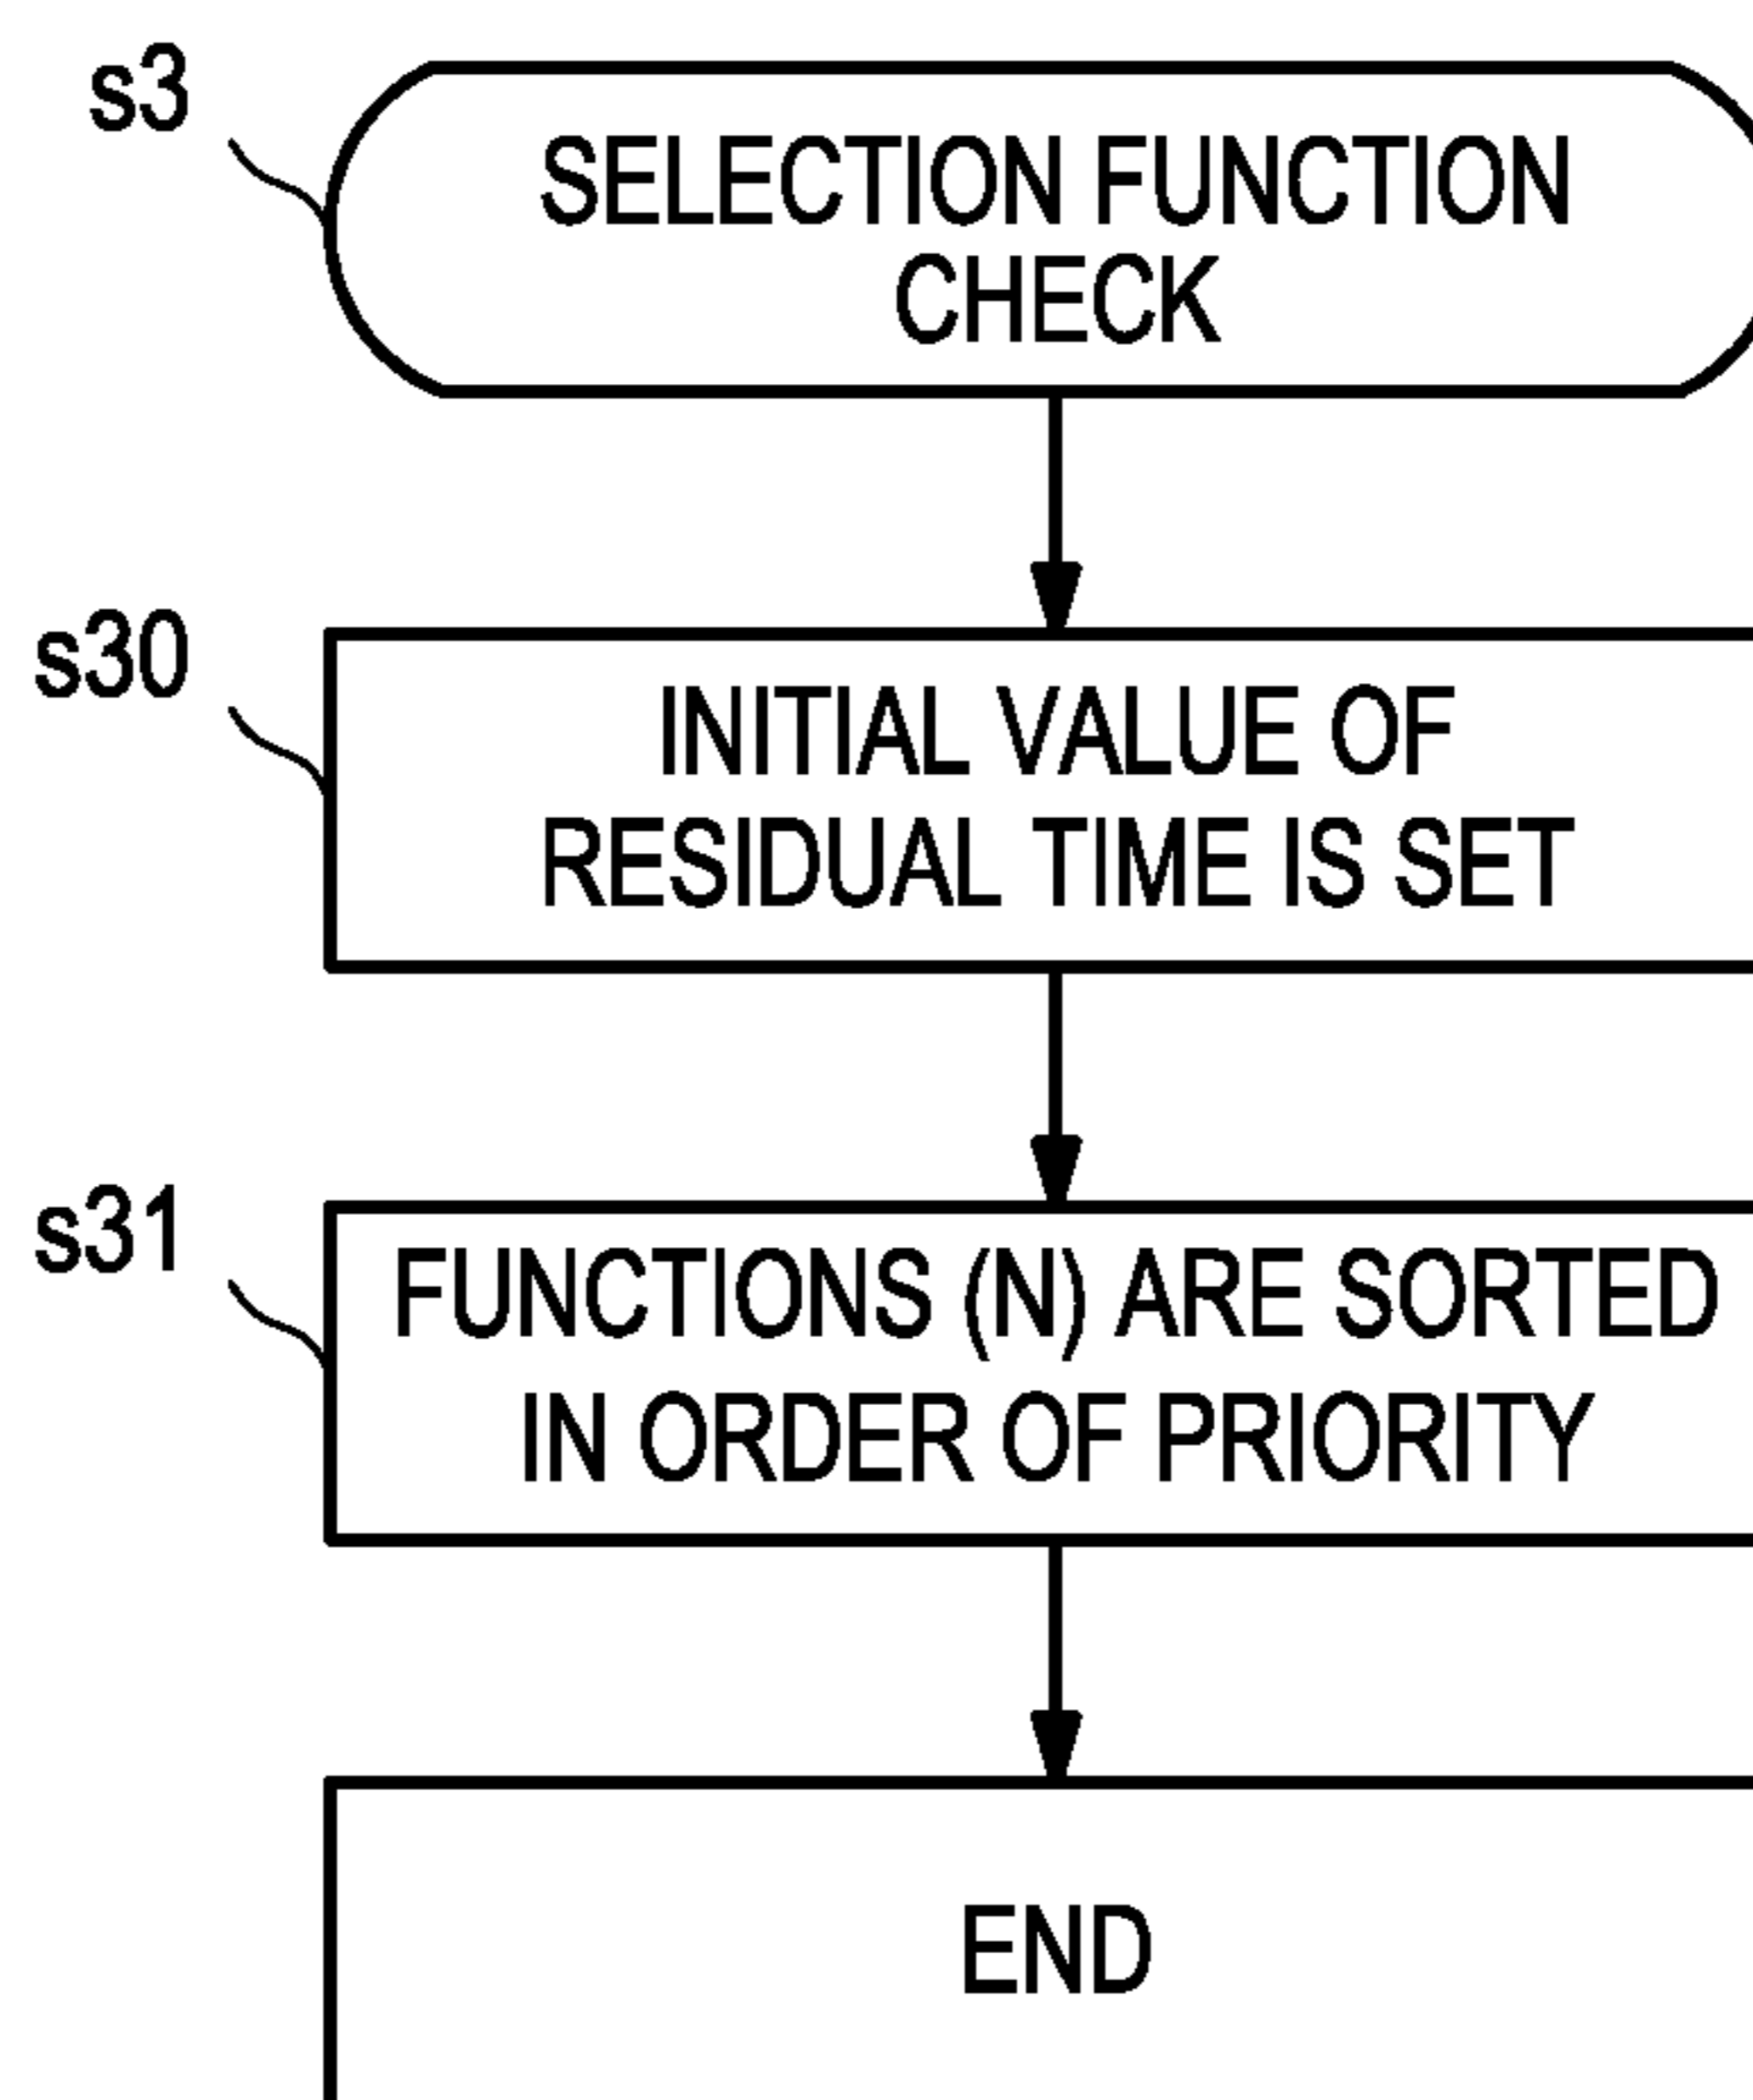 s3
SELECTION FUNCTION
CHECK
s30
INITIAL VALUE OF
RESIDUAL TIME IS SET
s31
FUNCTIONS (N) ARE SORTED
IN ORDER OF PRIORITY
END